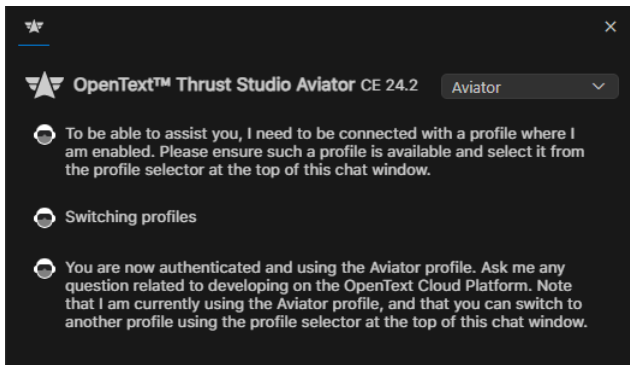 OpenText™ Thrust Studio Aviator CE 24.2
Aviator
To be able to assist you, I need to be connected with a profile where I
am enabled. Please ensure such a profile is available and select it from
the profile selector at the top of this chat window.
Switching profiles
You are now authenticated and using the Aviator profile. Ask me any
question related to developing on the OpenText Cloud Platform. Note
that I am currently using the Aviator profile, and that you can switch to
another profile using the profile selector at the top of this chat window.